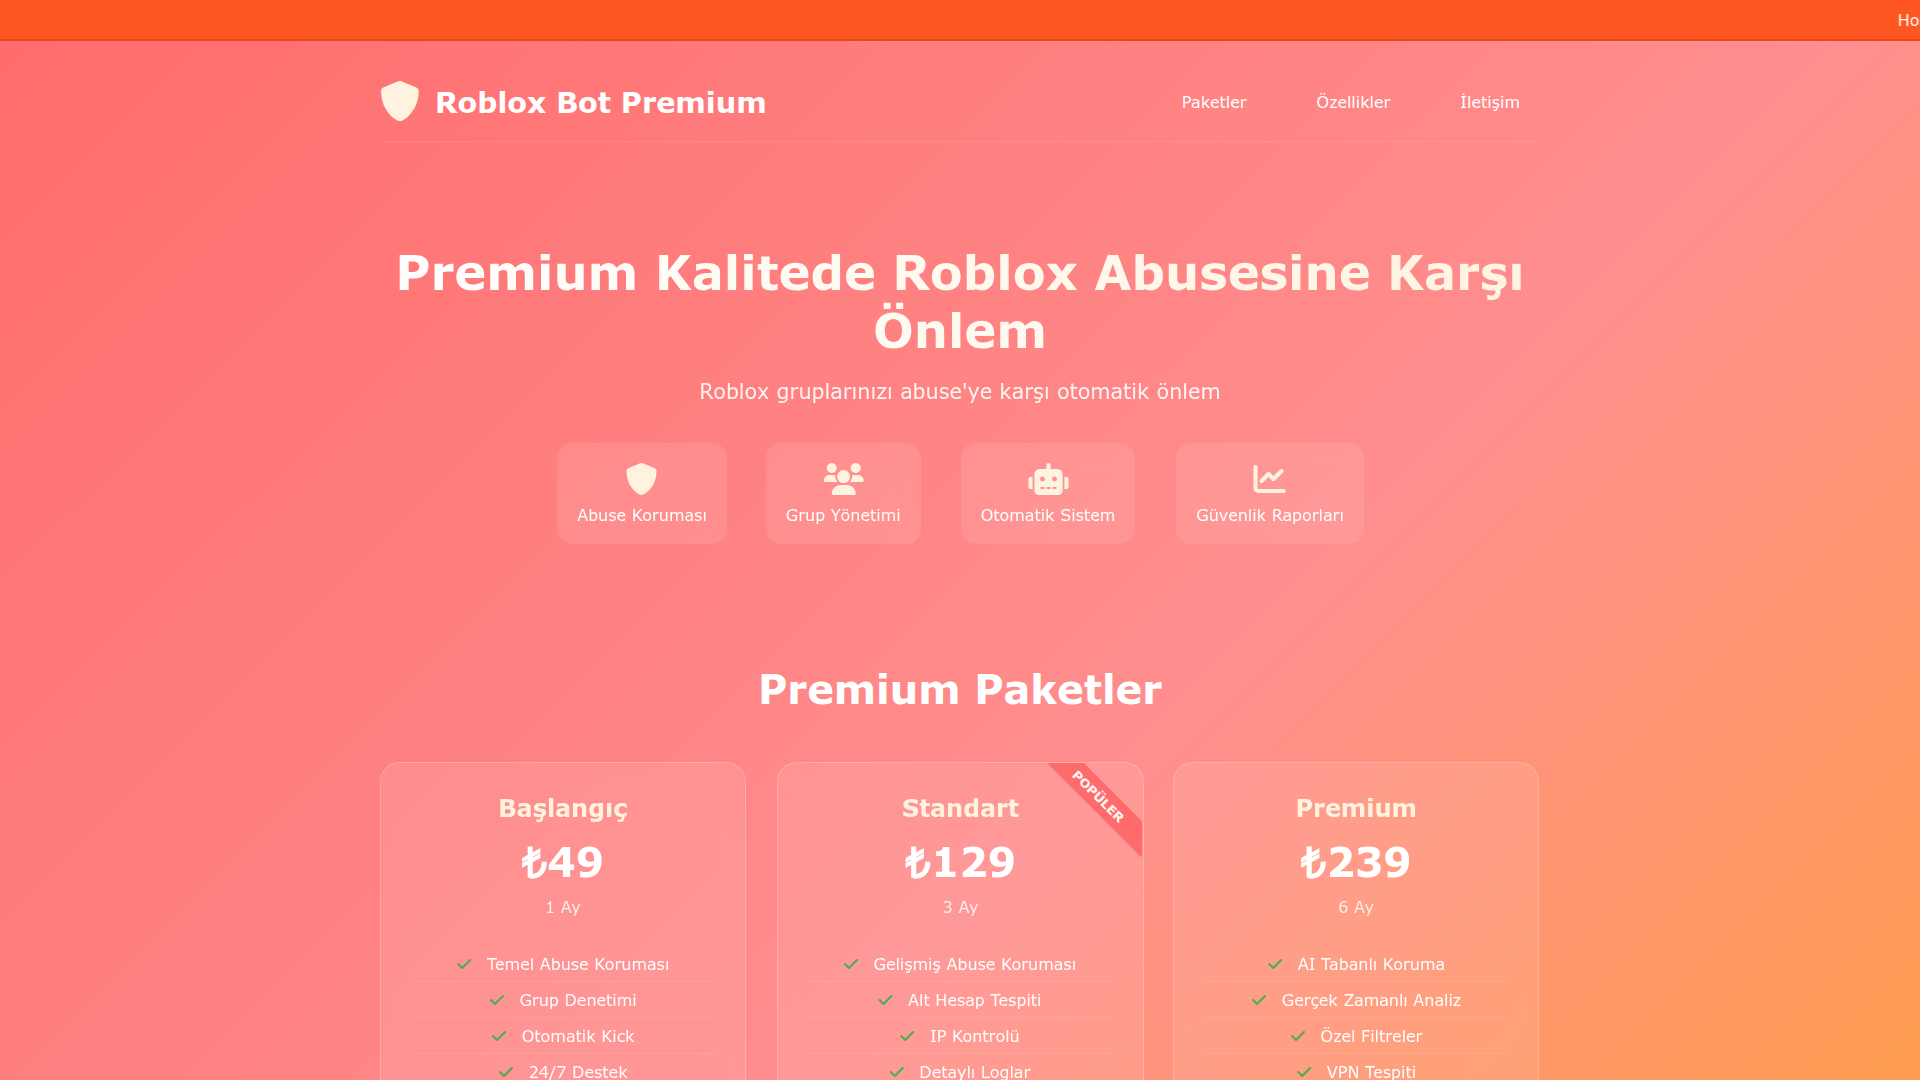 Roblox Bot Premium
Paketler
Özellikler
İletişim
Premium Kalitede Roblox Abusesine Karşı
Önlem
Roblox gruplarınızı abuse'ye karşı otomatik önlem
Abuse Koruması
Grup Yönetimi
Otomatik Sistem
Güvenlik Raporları
Premium Paketler
Başlangıç
₺49
1 Ay
Temel Abuse Koruması
Grup Denetimi
Otomatik Kick
24/7 Destek
POPÜLER
Standart
₺129
3 Ay
Gelişmiş Abuse Koruması
Alt Hesap Tespiti
IP Kontrolü
Detaylı Loglar
Premium
₺239
6 Ay
AI Tabanlı Koruma
Gerçek Zamanlı Analiz
Özel Filtreler
VPN Tespiti